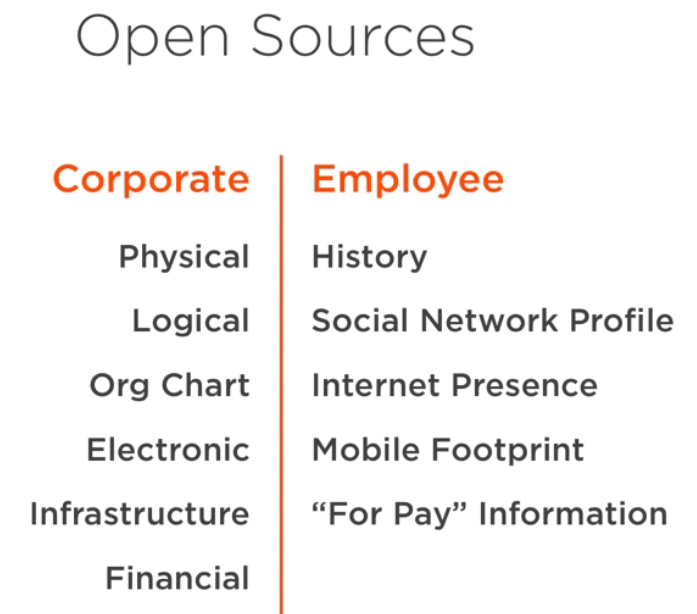 Open Sources
Corporate
Physical
Logical
Org Chart
Electronic
Infrastructure
Financial
Employee
History
Social Network Profile
Internet Presence
Mobile Footprint
“For Pay” Information